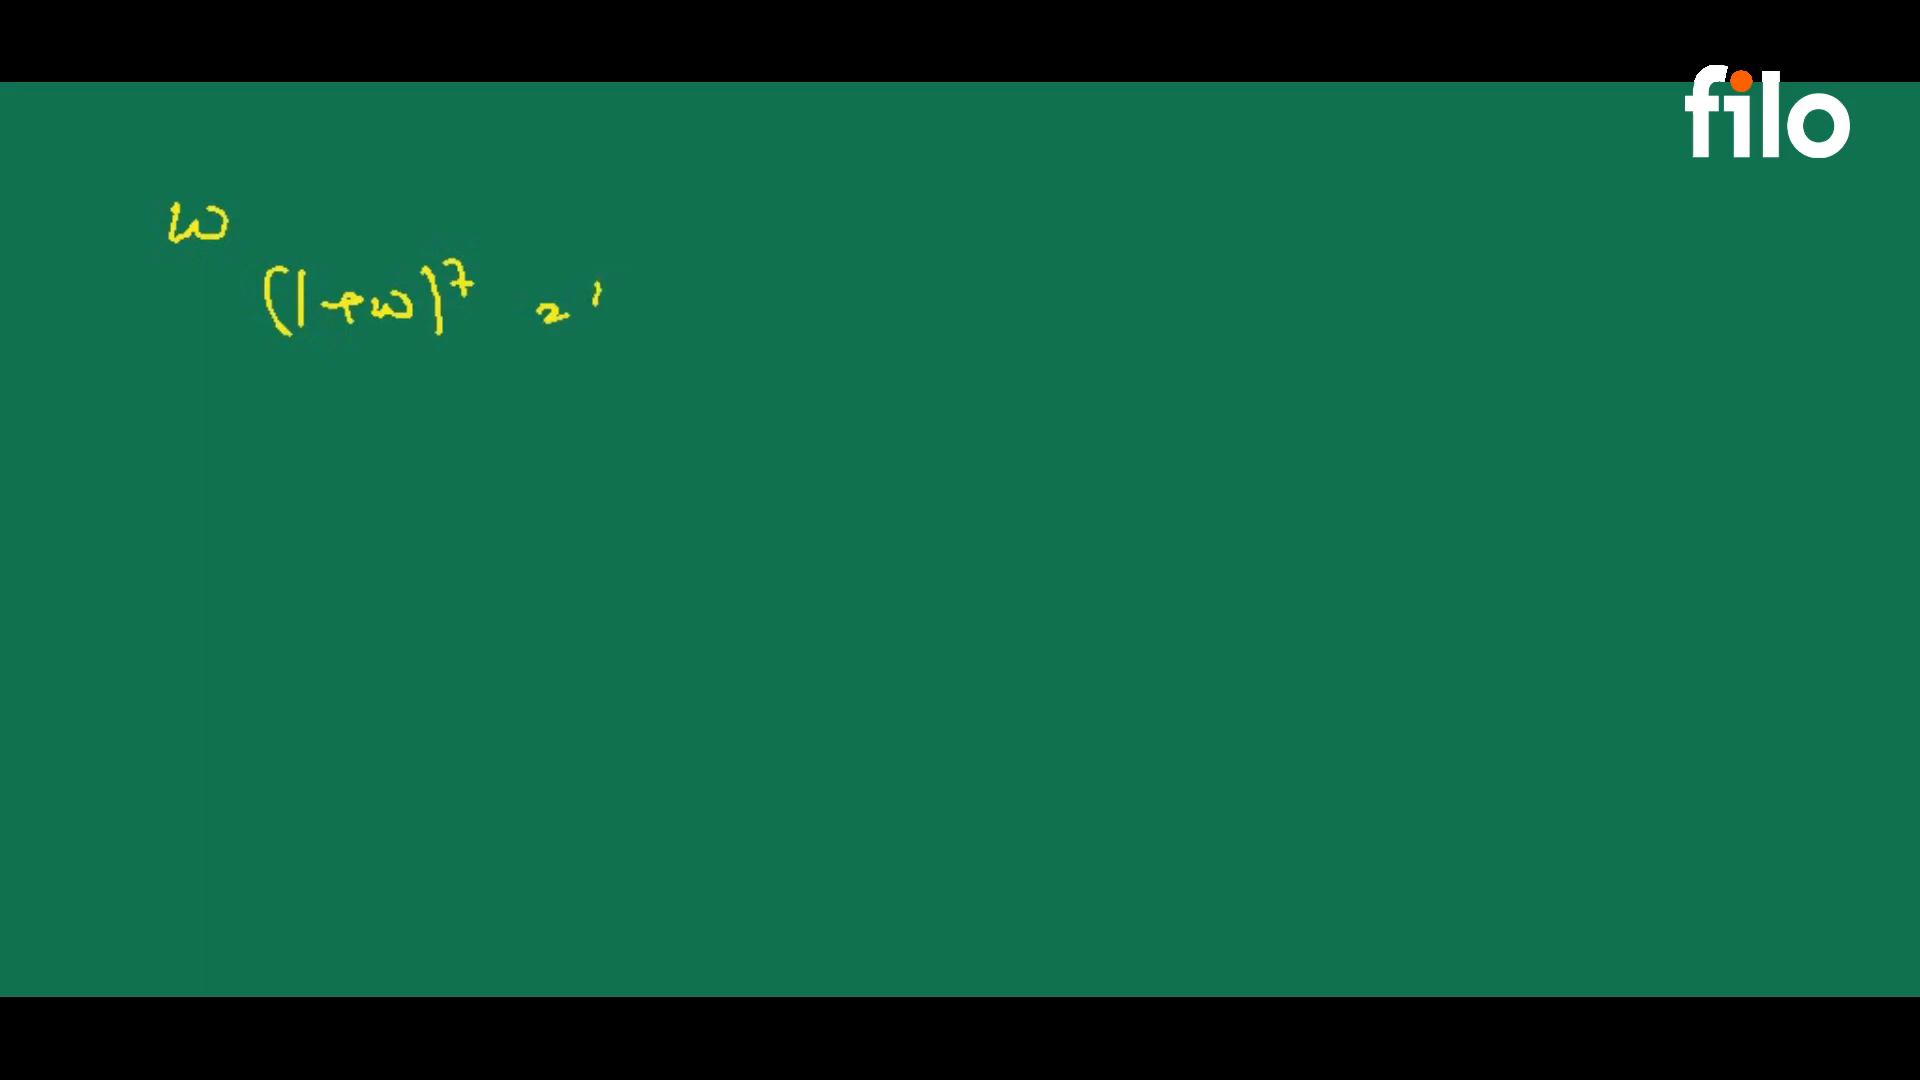 filo
ω
(1+ω)⁷ =